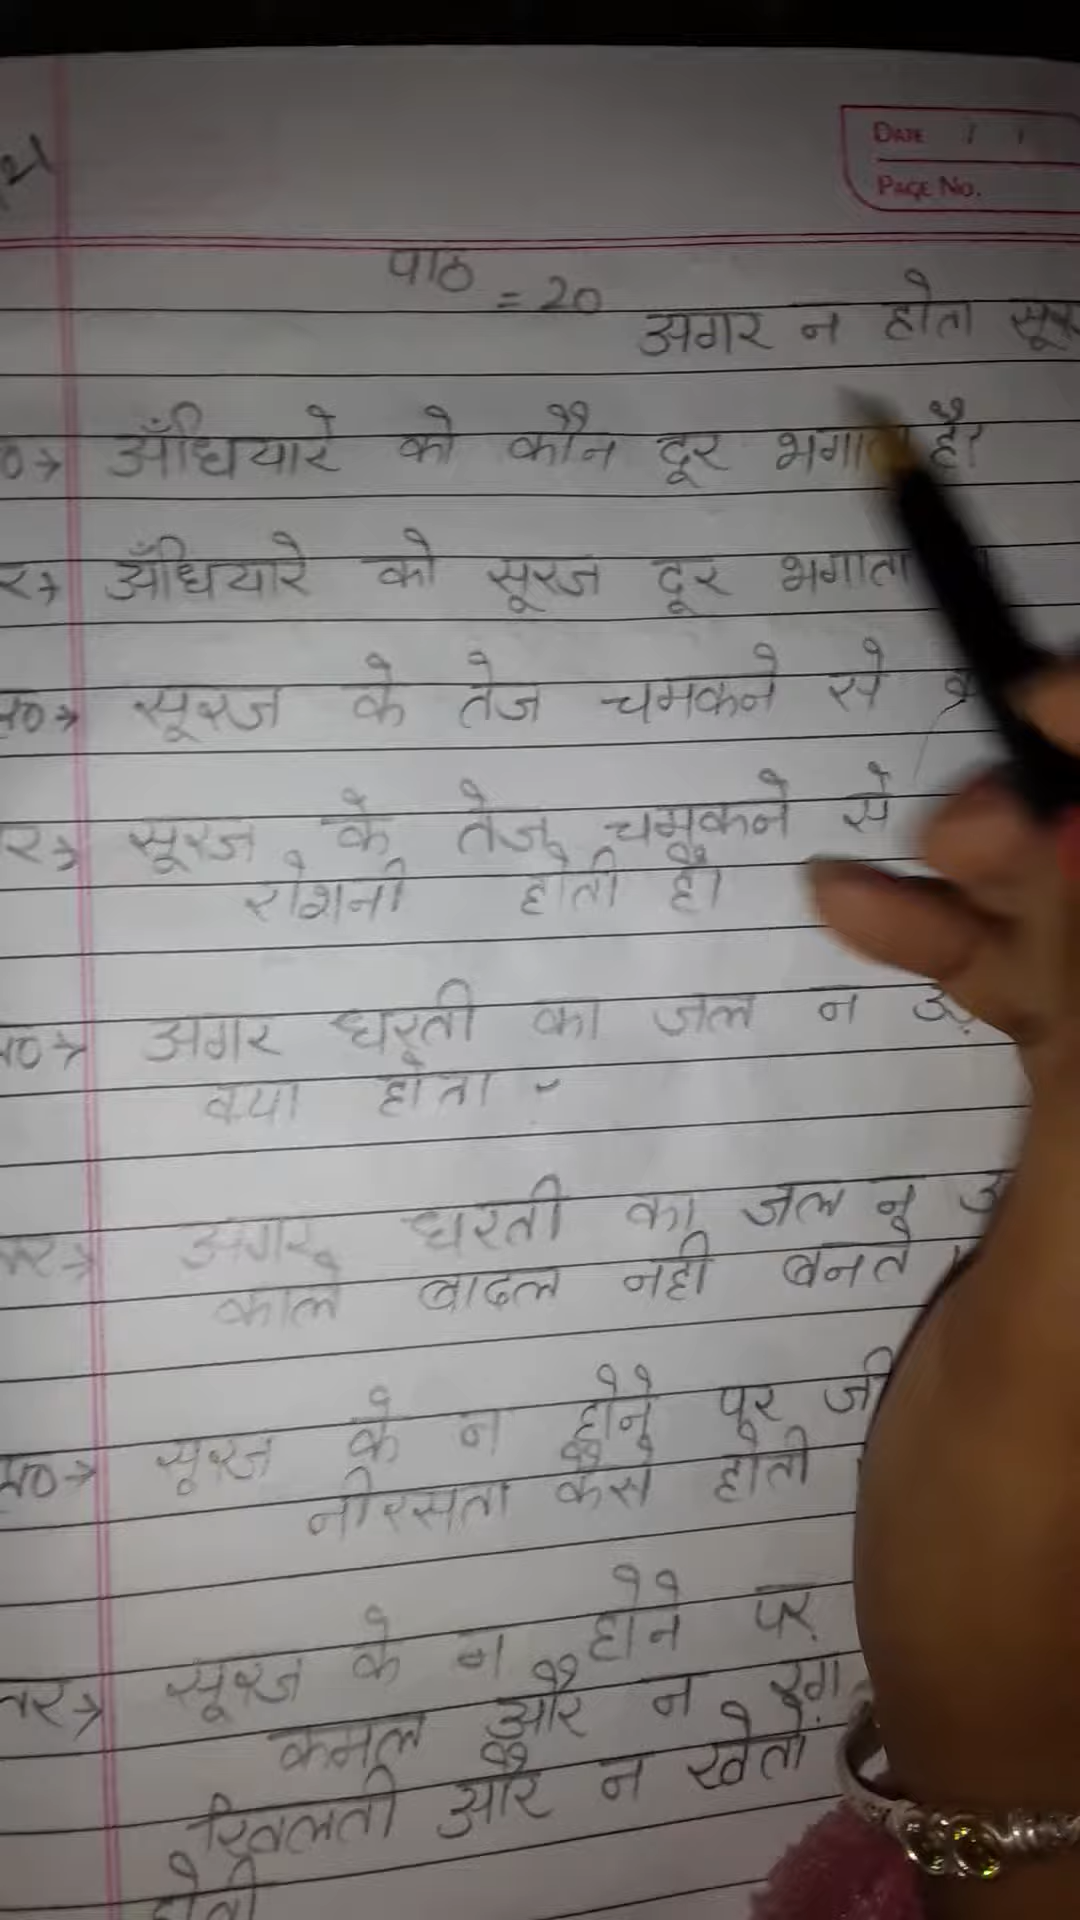 DATE
PAGE NO.
पाठ = 20
अगर न होता
अँधियारे को कौन दूर भगाता है।
अँधियारे को सूरज दूर भगाता
सूरज के तेज चमकने से
सूरज के तेज चमकने से
रोशनी होती है।
अगर धरती का जल न
क्या होता -
अगर धरती का जल न
काले बादल नही बनते
सूरज के न होने पर
नीरसता कैसे होती
सूरज के न होने पर
कमल और न रंग
खिलती और न खेतो
होती